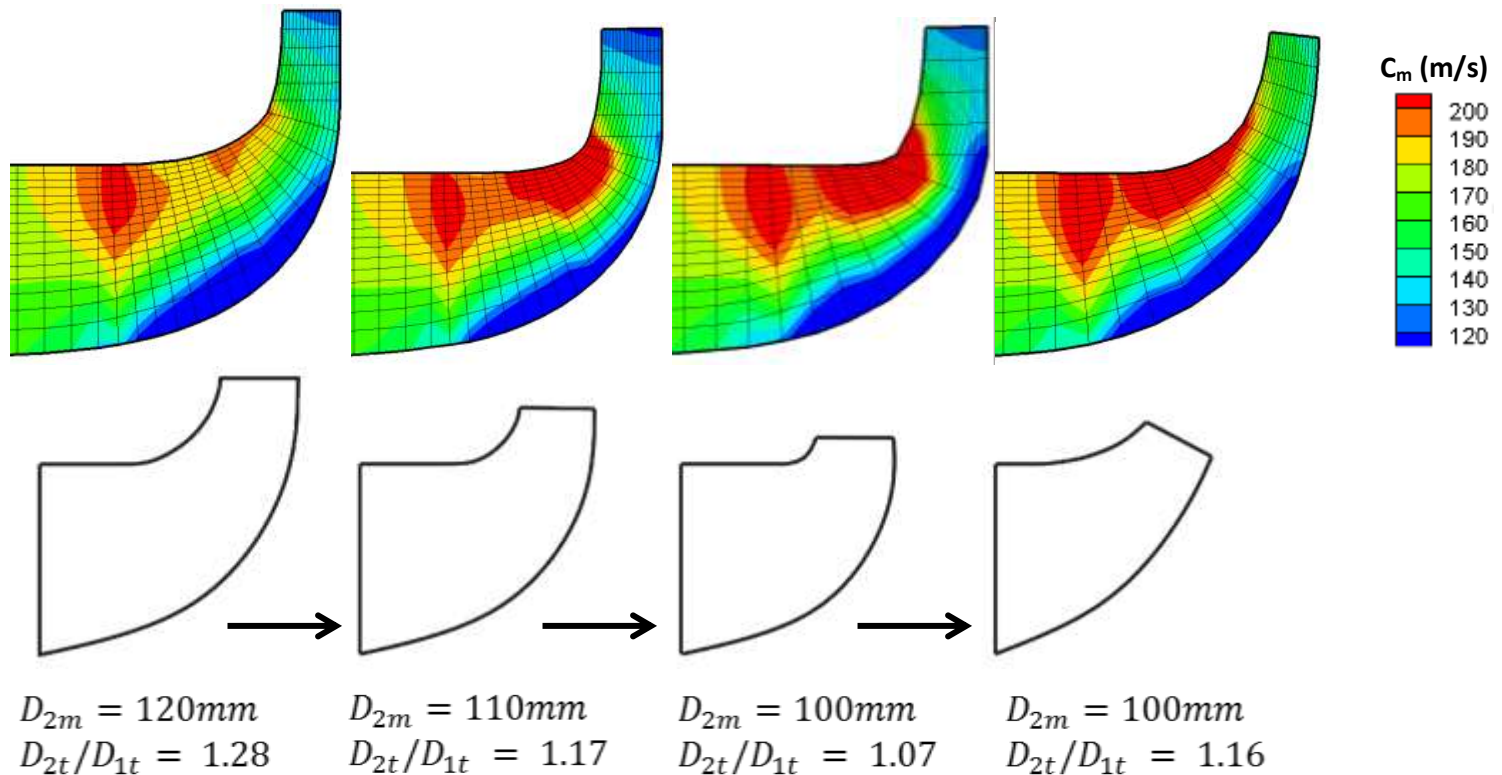 Cₘ (m/s)
200
190
180
170
160
150
140
130
120
D₂ₘ = 120mm
D₂ₜ/D₁ₜ = 1.28
D₂ₘ = 110mm
D₂ₜ/D₁ₜ = 1.17
D₂ₘ = 100mm
D₂ₜ/D₁ₜ = 1.07
D₂ₘ = 100mm
D₂ₜ/D₁ₜ = 1.16